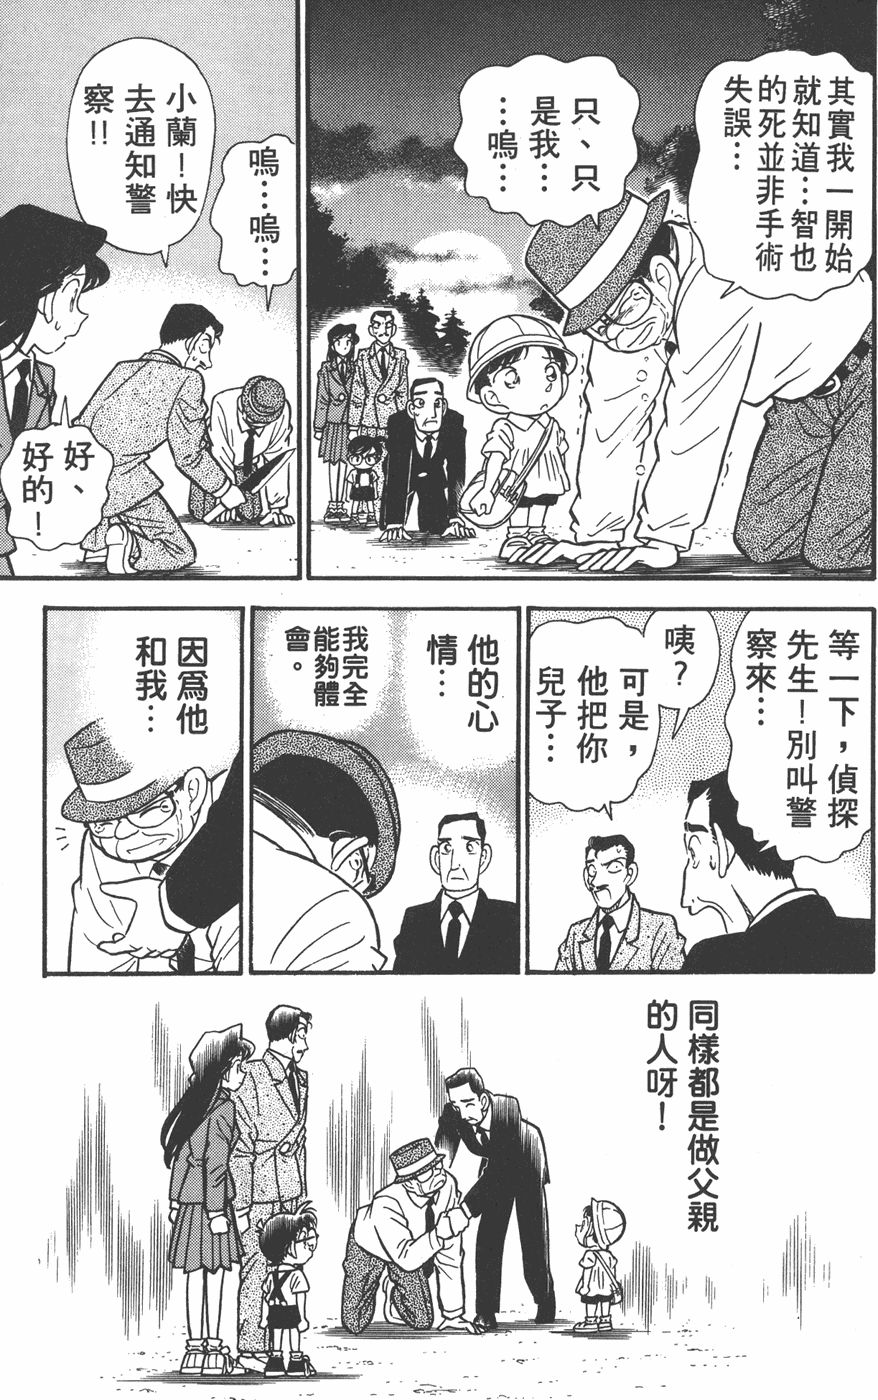 其實我一開始
就知道…智也
的死並非手術
失誤…
只、只
是我…
…嗚…
嗚…嗚…
小蘭！快
去通知警
察!!
好、
好的！
等一下，偵探
先生！別叫警
察來…
咦？
可是，
他把你
兒子…
他的心
情…
我完全
能夠體
會。
因為他
和我…
同樣都是做父親
的人呀！